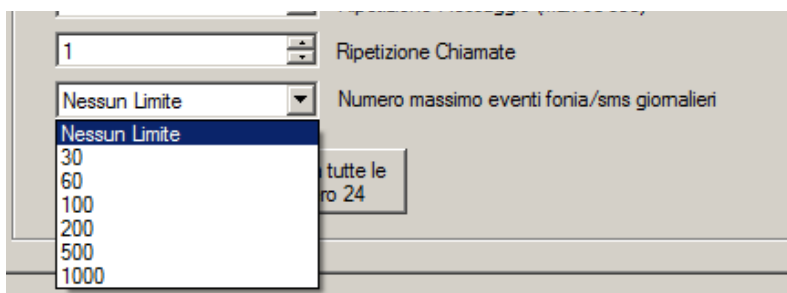 1 Ripetizione Chiamate
Nessun Limite Numero massimo eventi fonia/sms giornalieri
Nessun Limite
30
60 tutte le
100 ro 24
200
500
1000